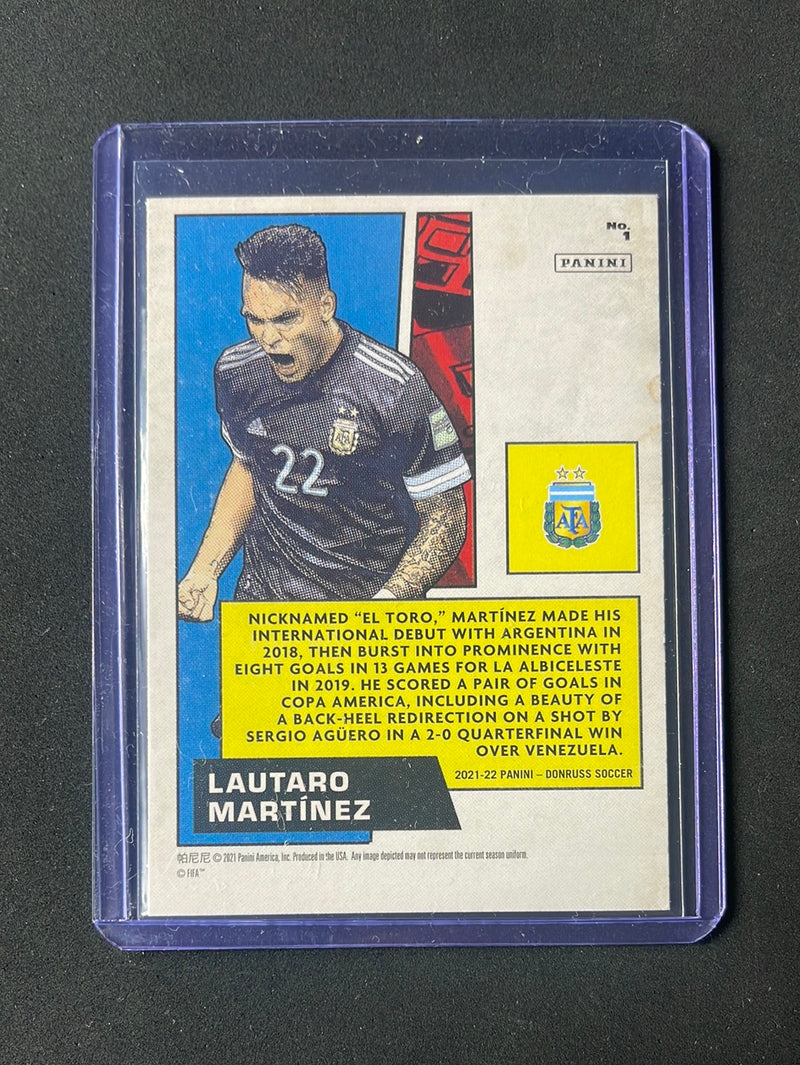 No.
1
PANINI
22
AFA
AFA
NICKNAMED "EL TORO," MARTÍNEZ MADE HIS
INTERNATIONAL DEBUT WITH ARGENTINA IN
2018, THEN BURST INTO PROMINENCE WITH
EIGHT GOALS IN 13 GAMES FOR LA ALBICELESTE
IN 2019. HE SCORED A PAIR OF GOALS IN
COPA AMERICA, INCLUDING A BEAUTY OF
A BACK-HEEL REDIRECTION ON A SHOT BY
SERGIO AGÜERO IN A 2-0 QUARTERFINAL WIN
OVER VENEZUELA.
2021-22 PANINI – DONRUSS SOCCER
LAUTARO
MARTÍNEZ
帕尼尼 © 2021 Panini America, Inc. Produced in the USA. Any image depicted may not represent the current season uniform.
© FIFA™